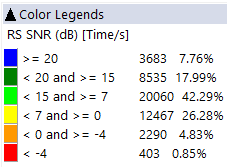 Color Legends
RS SNR (dB) [Time/s]
>= 20 3683 7.76%
< 20 and >= 15 8535 17.99%
< 15 and >= 7 20060 42.29%
< 7 and >= 0 12467 26.28%
< 0 and >= -4 2290 4.83%
< -4 403 0.85%